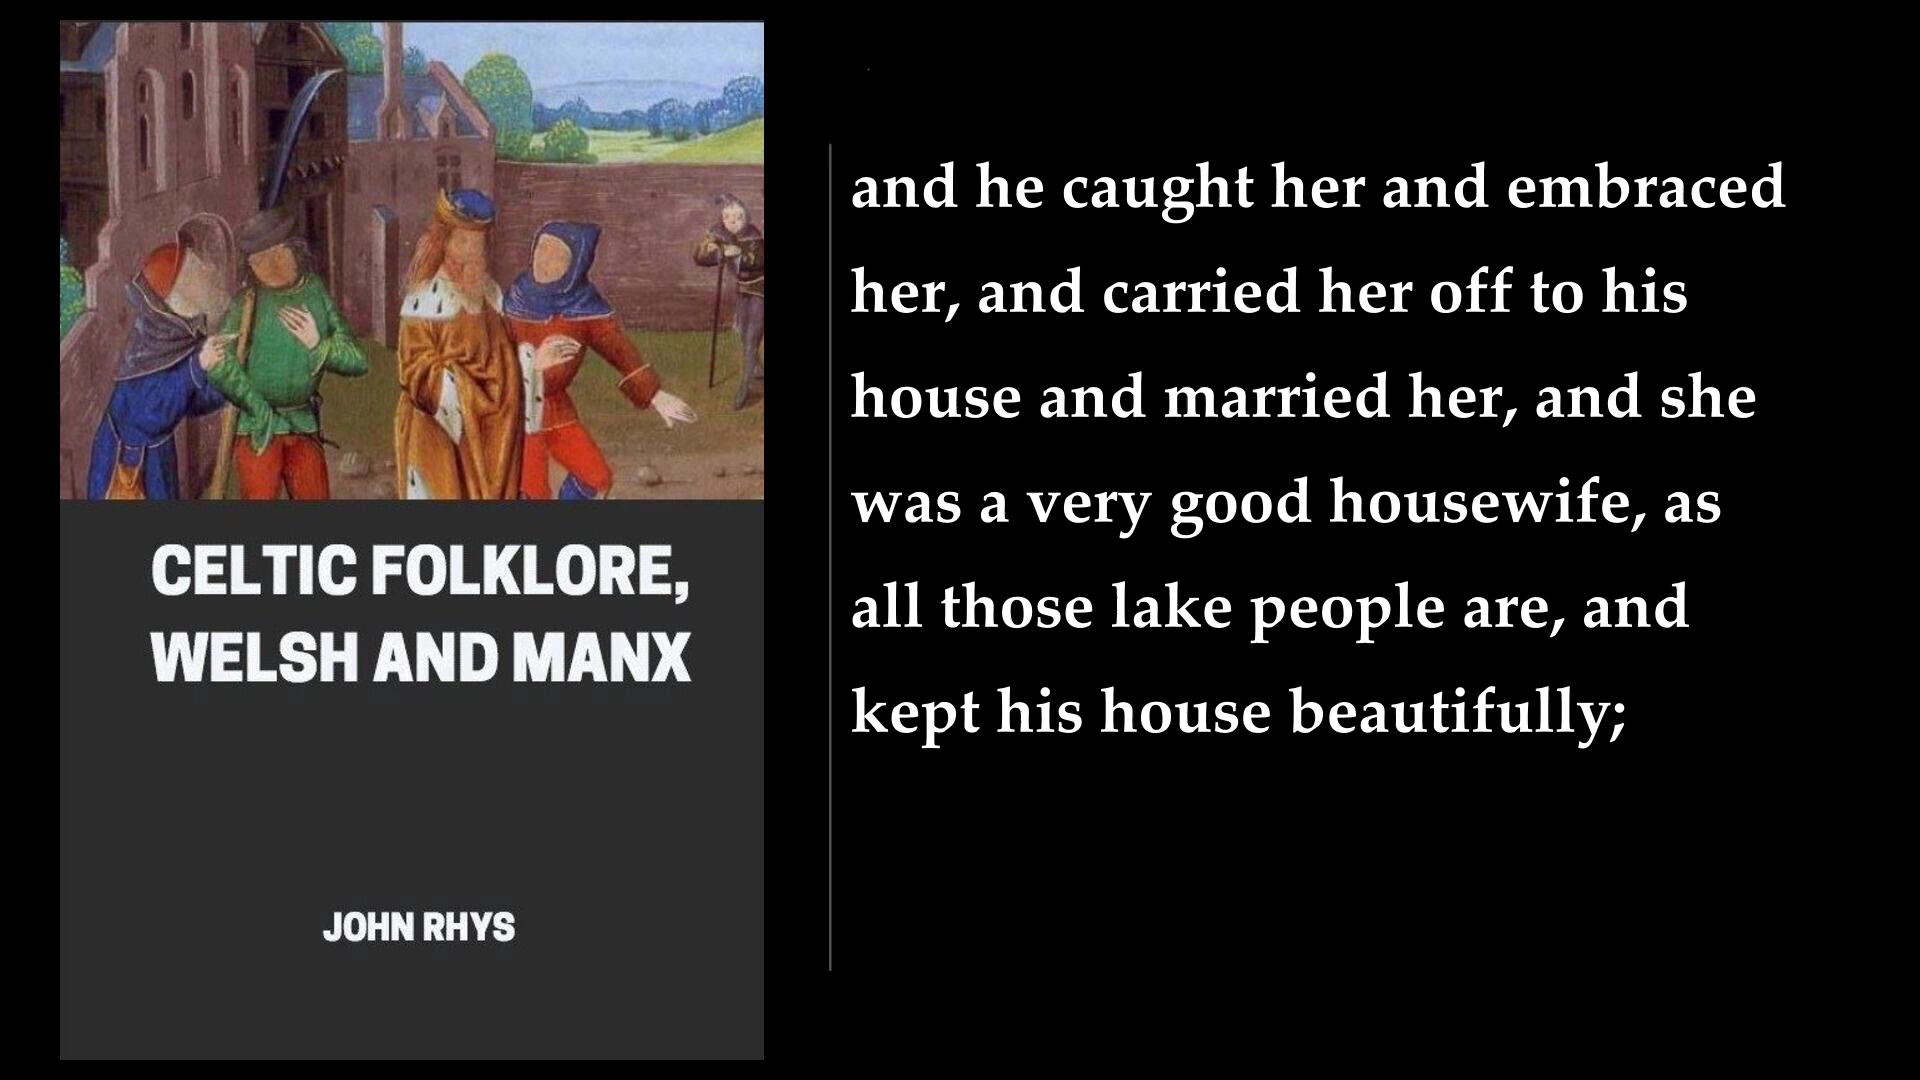 CELTIC FOLKLORE,
WELSH AND MANX
JOHN RHYS
and he caught her and embraced
her, and carried her off to his
house and married her, and she
was a very good housewife, as
all those lake people are, and
kept his house beautifully;